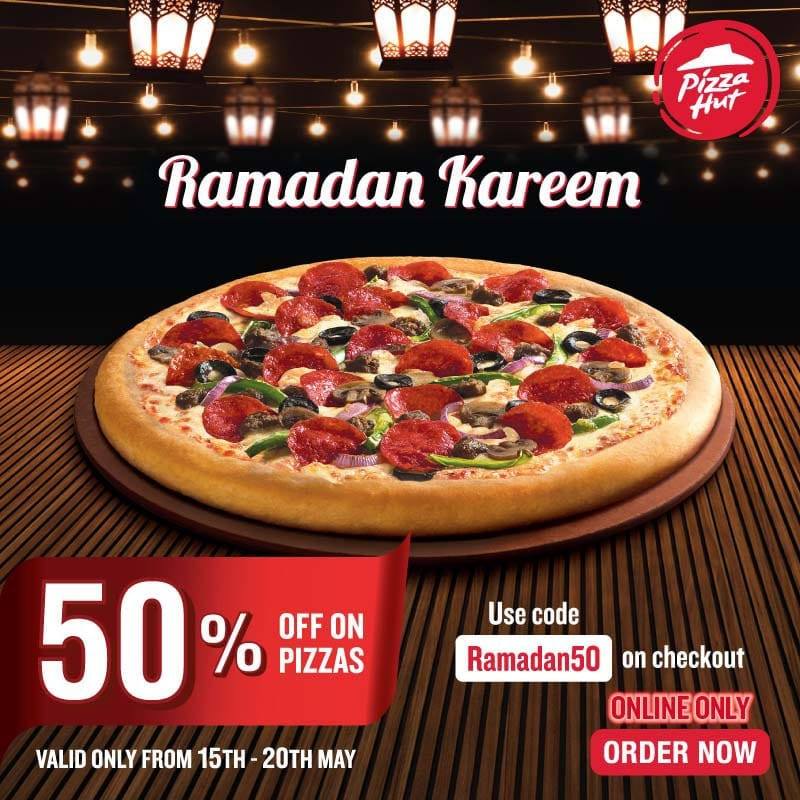 Pizza
Hut
Ramadan Kareem
50% OFF ON
PIZZAS
VALID ONLY FROM 15TH - 20TH MAY
Use code
Ramadan50 on checkout
ONLINE ONLY
ORDER NOW